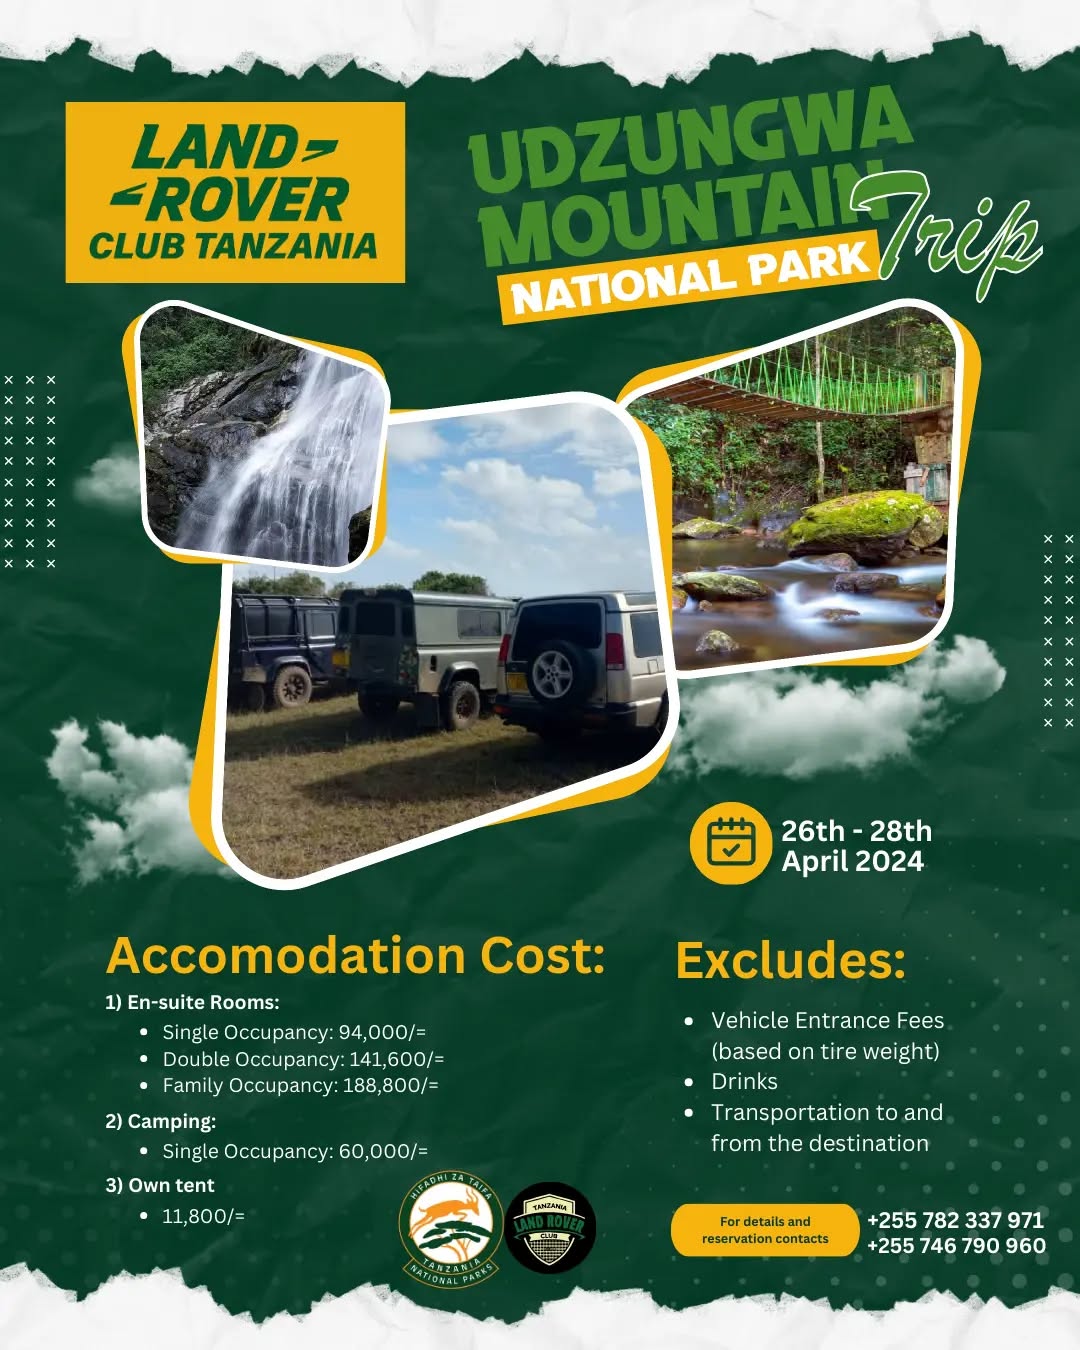 LAND
ROVER
CLUB TANZANIA
UDZUNGWA
MOUNTAIN
Trip
NATIONAL PARK
26th - 28th
April 2024
Accomodation Cost:
1) En-suite Rooms:
• Single Occupancy: 94,000/=
• Double Occupancy: 141,600/=
• Family Occupancy: 188,800/=
2) Camping:
• Single Occupancy: 60,000/=
3) Own tent
• 11,800/=
Excludes:
• Vehicle Entrance Fees
(based on tire weight)
• Drinks
• Transportation to and
from the destination
HIFADHI ZA TAIFA
TANZANIA
NATIONAL PARKS
TANZANIA
LAND ROVER
CLUB
For details and
reservation contacts
+255 782 337 971
+255 746 790 960